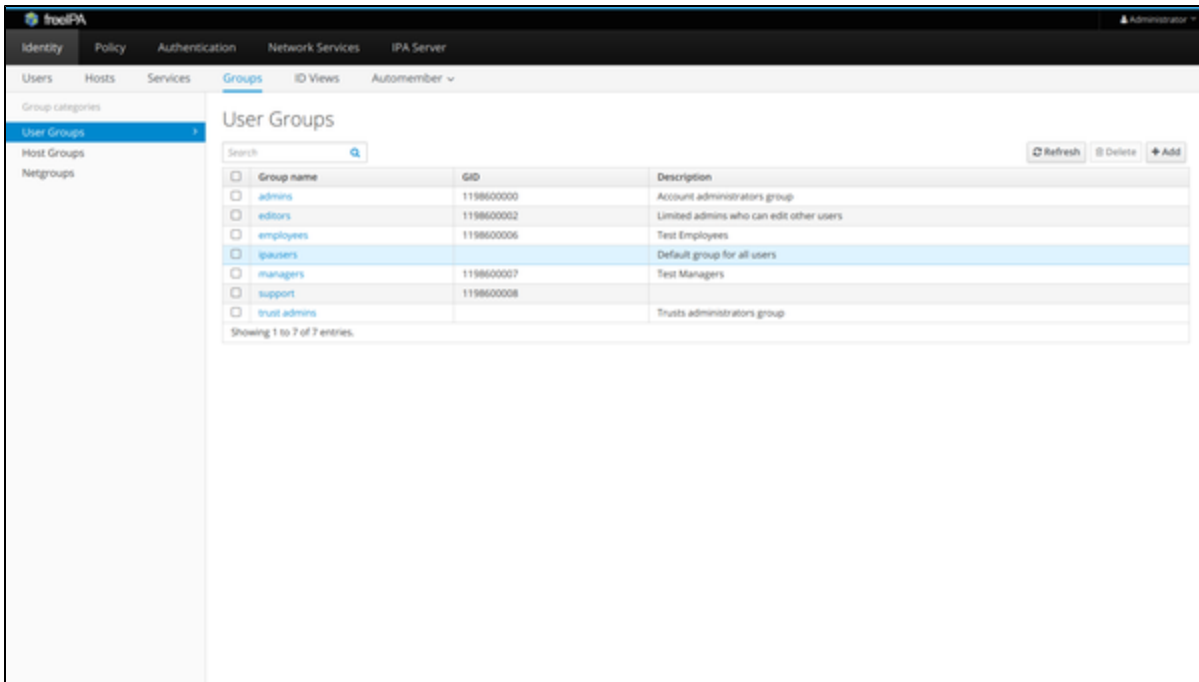 freeIPA
Administrator
Identity Policy Authentication Network Services IPA Server
Users Hosts Services Groups ID Views Automember
Group categories
User Groups
Host Groups
Netgroups
User Groups
Search
Refresh Delete + Add
Group name GID Description
admins 1198600000 Account administrators group
editors 1198600002 Limited admins who can edit other users
employees 1198600006 Test Employees
ipausers Default group for all users
managers 1198600007 Test Managers
support 1198600008
trust admins Trusts administrators group
Showing 1 to 7 of 7 entries.